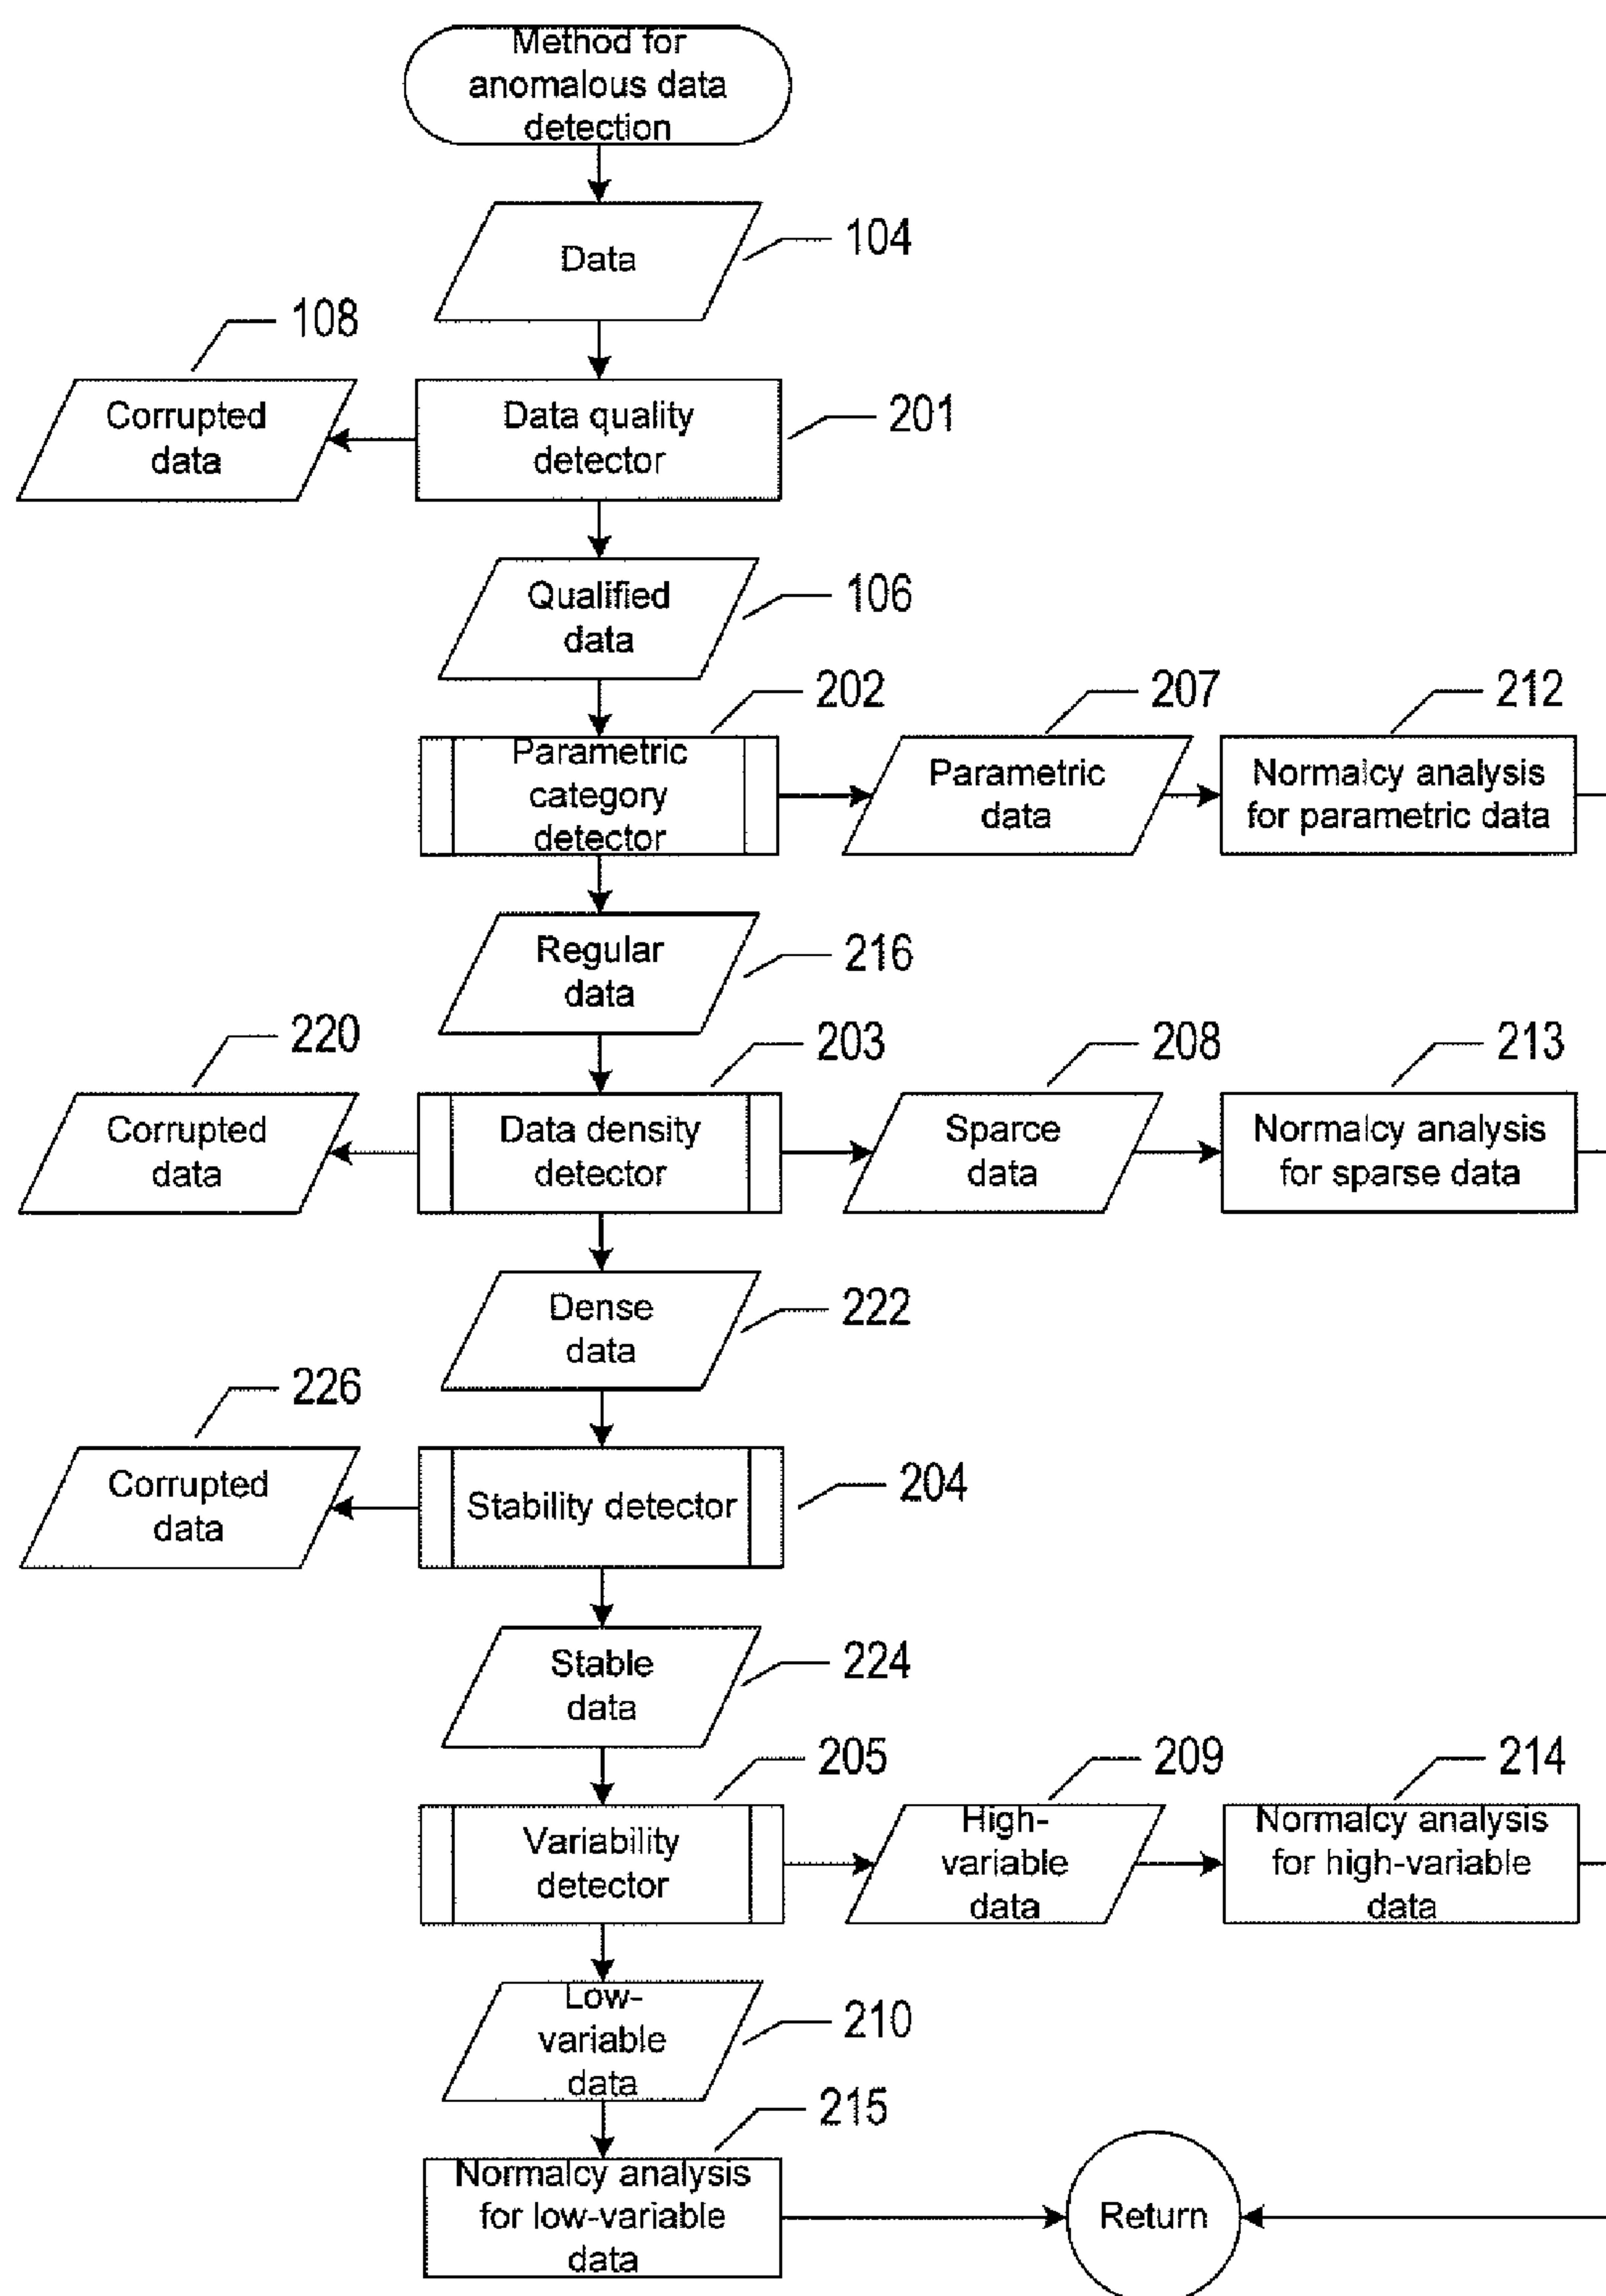 Method for
anomalous data
detection
Data
104
108
Corrupted
data
Data quality
detector
201
Qualified
data
106
202
207
212
Parametric
category
detector
Parametric
data
Normalcy analysis
for parametric data
Regular
data
216
220
203
208
213
Corrupted
data
Data density
detector
Sparce
data
Normalcy analysis
for sparse data
Dense
data
222
226
Corrupted
data
Stability detector
204
Stable
data
224
205
209
214
Variability
detector
High-
variable
data
Normalcy analysis
for high-variable
data
Low-
variable
data
210
215
Normalcy analysis
for low-variable
data
Return